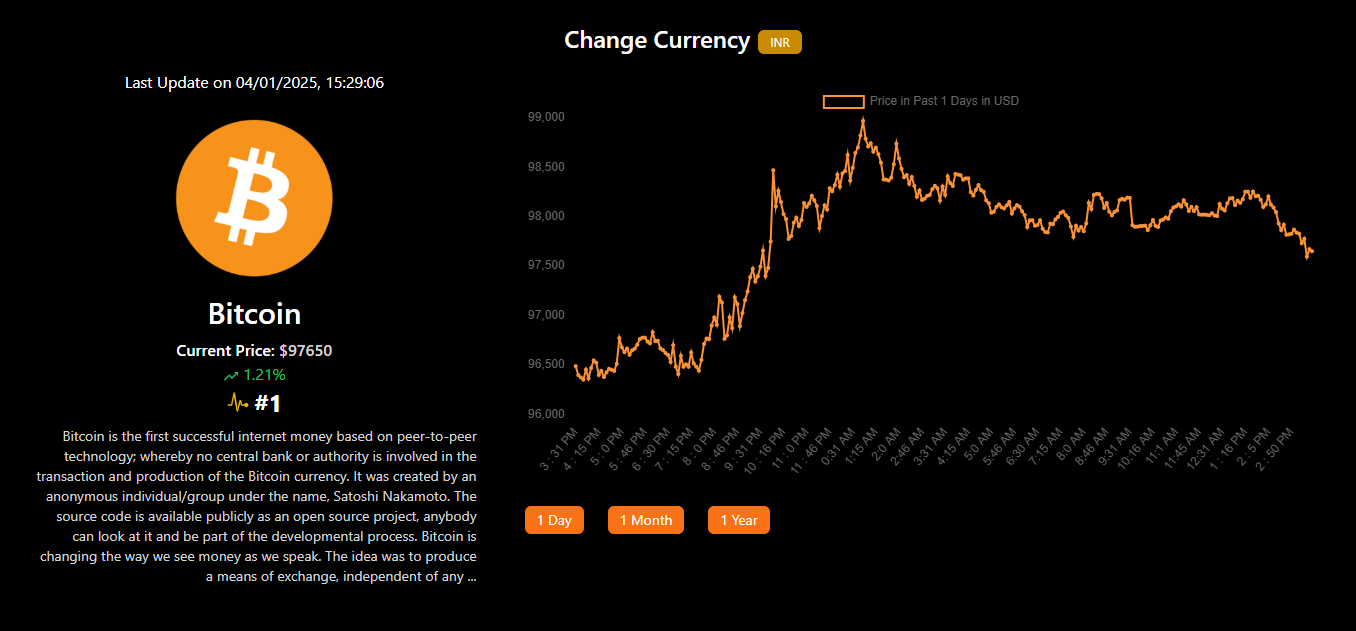 Change Currency INR
Last Update on 04/01/2025, 15:29:06
Bitcoin
Current Price: $97650
1.21%
#1
Bitcoin is the first successful internet money based on peer-to-peer
technology; whereby no central bank or authority is involved in the
transaction and production of the Bitcoin currency. It was created by an
anonymous individual/group under the name, Satoshi Nakamoto. The
source code is available publicly as an open source project, anybody
can look at it and be part of the developmental process. Bitcoin is
changing the way we see money as we speak. The idea was to produce
a means of exchange, independent of any ...
Price in Past 1 Days in USD
99,000
98,500
98,000
97,500
97,000
96,500
96,000
3 : 31 PM
4 : 15 PM
5 : 0 PM
5 : 46 PM
6 : 30 PM
7 : 15 PM
8 : 0 PM
8 : 46 PM
9 : 31 PM
10 : 16 PM
11 : 0 PM
11 : 46 PM
0:31 AM
1:15 AM
2:0 AM
2:46 AM
3:31 AM
4:15 AM
5:0 AM
5:46 AM
6:30 AM
7:15 AM
8:0 AM
8:46 AM
9:31 AM
10:16 AM
11:1 AM
11:45 AM
12:31 AM
1 : 16 PM
2 : 5 PM
2 : 50 PM
1 Day
1 Month
1 Year